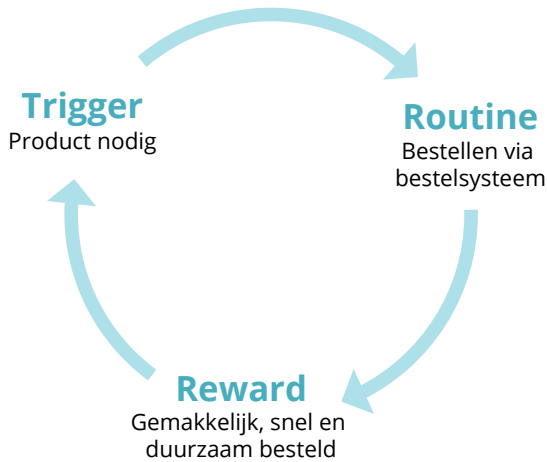 Trigger
Product nodig
Routine
Bestellen via
bestelsysteem
Reward
Gemakkelijk, snel en
duurzaam besteld